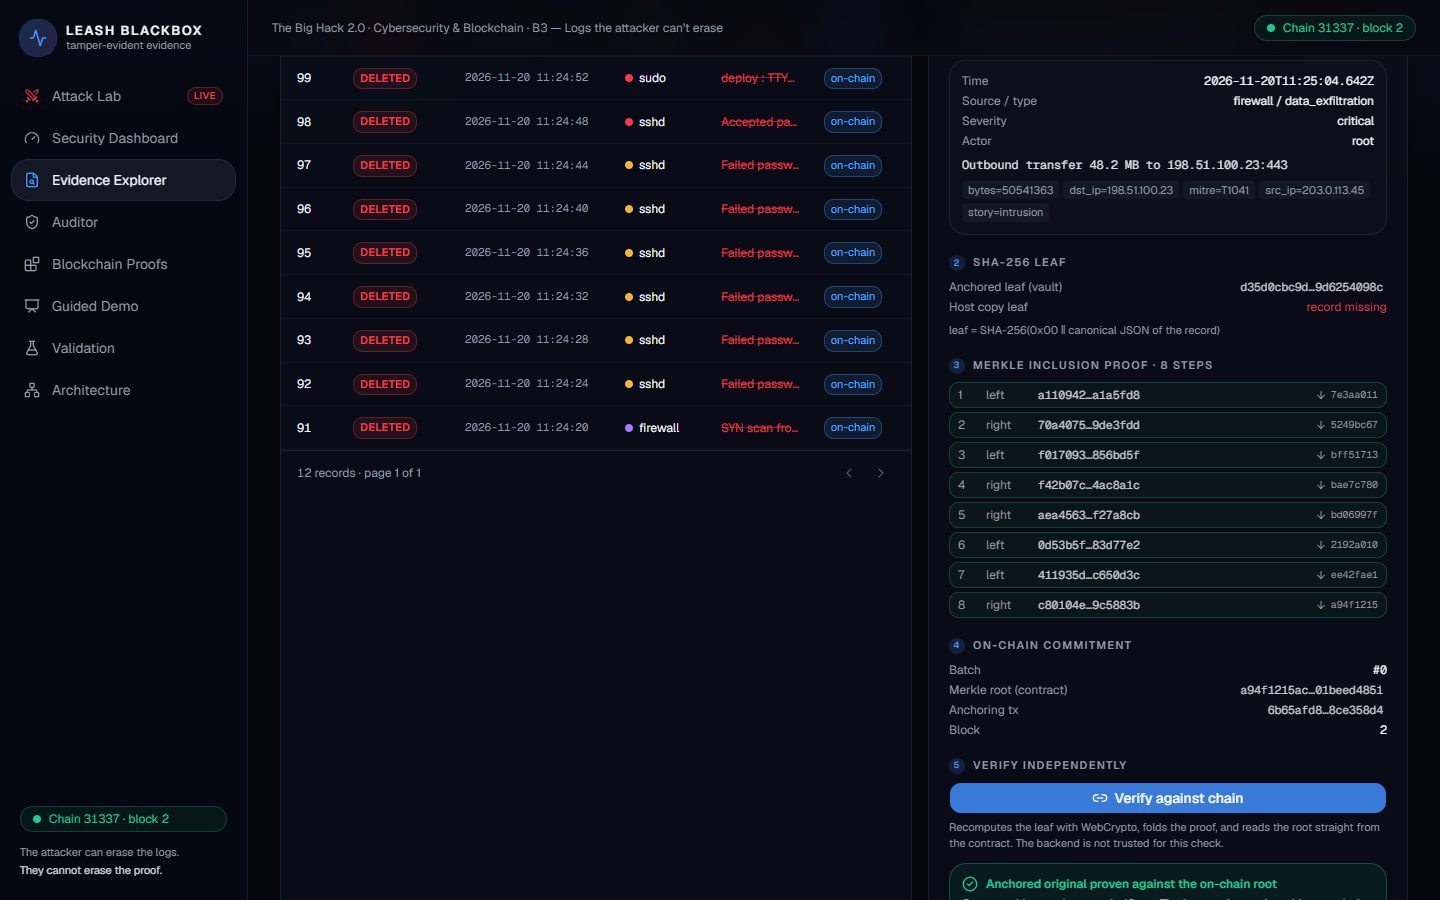 LEASH BLACKBOX
tamper-evident evidence
Attack Lab LIVE
Security Dashboard
Evidence Explorer
Auditor
Blockchain Proofs
Guided Demo
Validation
Architecture
Chain 31337 · block 2
The attacker can erase the logs.
They cannot erase the proof.
The Big Hack 2.0 · Cybersecurity & Blockchain · B3 — Logs the attacker can't erase
Chain 31337 · block 2
99 DELETED 2026-11-20 11:24:52 sudo deploy : TTY… on-chain
98 DELETED 2026-11-20 11:24:48 sshd Accepted pa… on-chain
97 DELETED 2026-11-20 11:24:44 sshd Failed passw… on-chain
96 DELETED 2026-11-20 11:24:40 sshd Failed passw… on-chain
95 DELETED 2026-11-20 11:24:36 sshd Failed passw… on-chain
94 DELETED 2026-11-20 11:24:32 sshd Failed passw… on-chain
93 DELETED 2026-11-20 11:24:28 sshd Failed passw… on-chain
92 DELETED 2026-11-20 11:24:24 sshd Failed passw… on-chain
91 DELETED 2026-11-20 11:24:20 firewall SYN scan fro… on-chain
12 records · page 1 of 1
Time 2026-11-20T11:25:04.642Z
Source / type firewall / data_exfiltration
Severity critical
Actor root
Outbound transfer 48.2 MB to 198.51.100.23:443
bytes=50541363 dst_ip=198.51.100.23 mitre=T1041 src_ip=203.0.113.45
story=intrusion
2 SHA-256 LEAF
Anchored leaf (vault) d35d0cbc9d…9d6254098c
Host copy leaf record missing
leaf = SHA-256(0x00 ‖ canonical JSON of the record)
3 MERKLE INCLUSION PROOF · 8 STEPS
1 left a110942…a1a5fd8 ↓ 7e3aa011
2 right 70a4075…9de3fdd ↓ 5249bc67
3 left f017093…856bd5f ↓ bff51713
4 right f42b07c…4ac8a1c ↓ bae7c780
5 right aea4563…f27a8cb ↓ bd06997f
6 left 0d53b5f…83d77e2 ↓ 2192a010
7 left 411935d…c650d3c ↓ ee42fae1
8 right c80104e…9c5883b ↓ a94f1215
4 ON-CHAIN COMMITMENT
Batch #0
Merkle root (contract) a94f1215ac…01beed4851
Anchoring tx 6b65afd8…8ce358d4
Block 2
5 VERIFY INDEPENDENTLY
Verify against chain
Recomputes the leaf with WebCrypto, folds the proof, and reads the root straight from
the contract. The backend is not trusted for this check.
Anchored original proven against the on-chain root